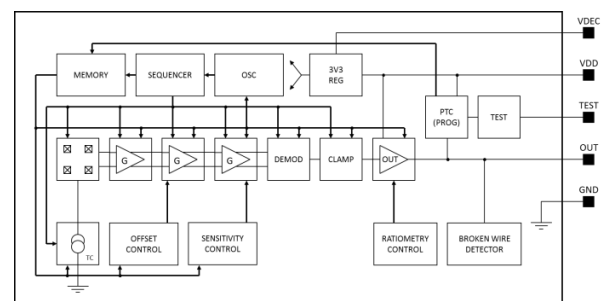 VDEC
MEMORY
SEQUENCER
OSC
3V3
REG
VDD
PTC
(PROG)
TEST
TEST
G
G
G
DEMOD
CLAMP
OUT
OUT
GND
TC
OFFSET
CONTROL
SENSITIVITY
CONTROL
RATIOMETRY
CONTROL
BROKEN WIRE
DETECTOR